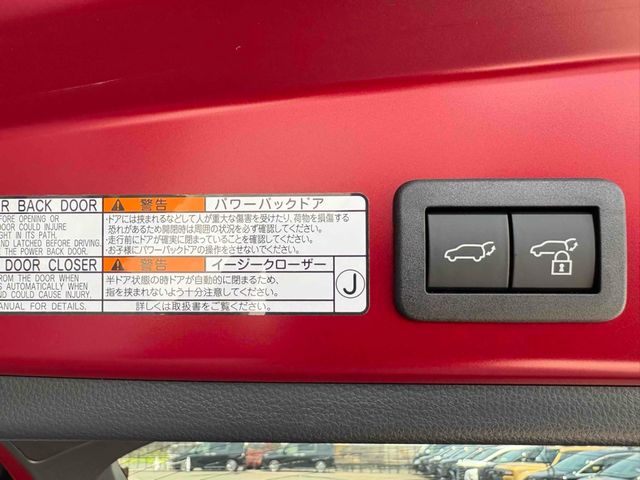 R BACK DOOR
FORE OPENING OR
DOOR COULD INJURE
GHT IN ITS PATH.
AND LATCHED BEFORE DRIVING.
E THE POWER BACK DOOR.
警告 パワーバックドア
・ドアには挟まれるなどして人が重大な傷害を受けたり、荷物を損傷する
恐れがあるため開閉時は周囲の状況を必ず確認してください。
・走行前にドアが確実に閉まっていることを確認してください。
・お子様にパワーバックドアの操作をさせないでください。
DOOR CLOSER
FROM THE DOOR WHEN
S AUTOMATICALLY WHEN
ND COULD CAUSE INJURY.
ANUAL FOR DETAILS.
警告 イージークローザー
半ドア状態の時ドアが自動的に閉まるため、
指を挟まれないよう十分注意してください。
詳しくは取扱書をご覧ください。
J